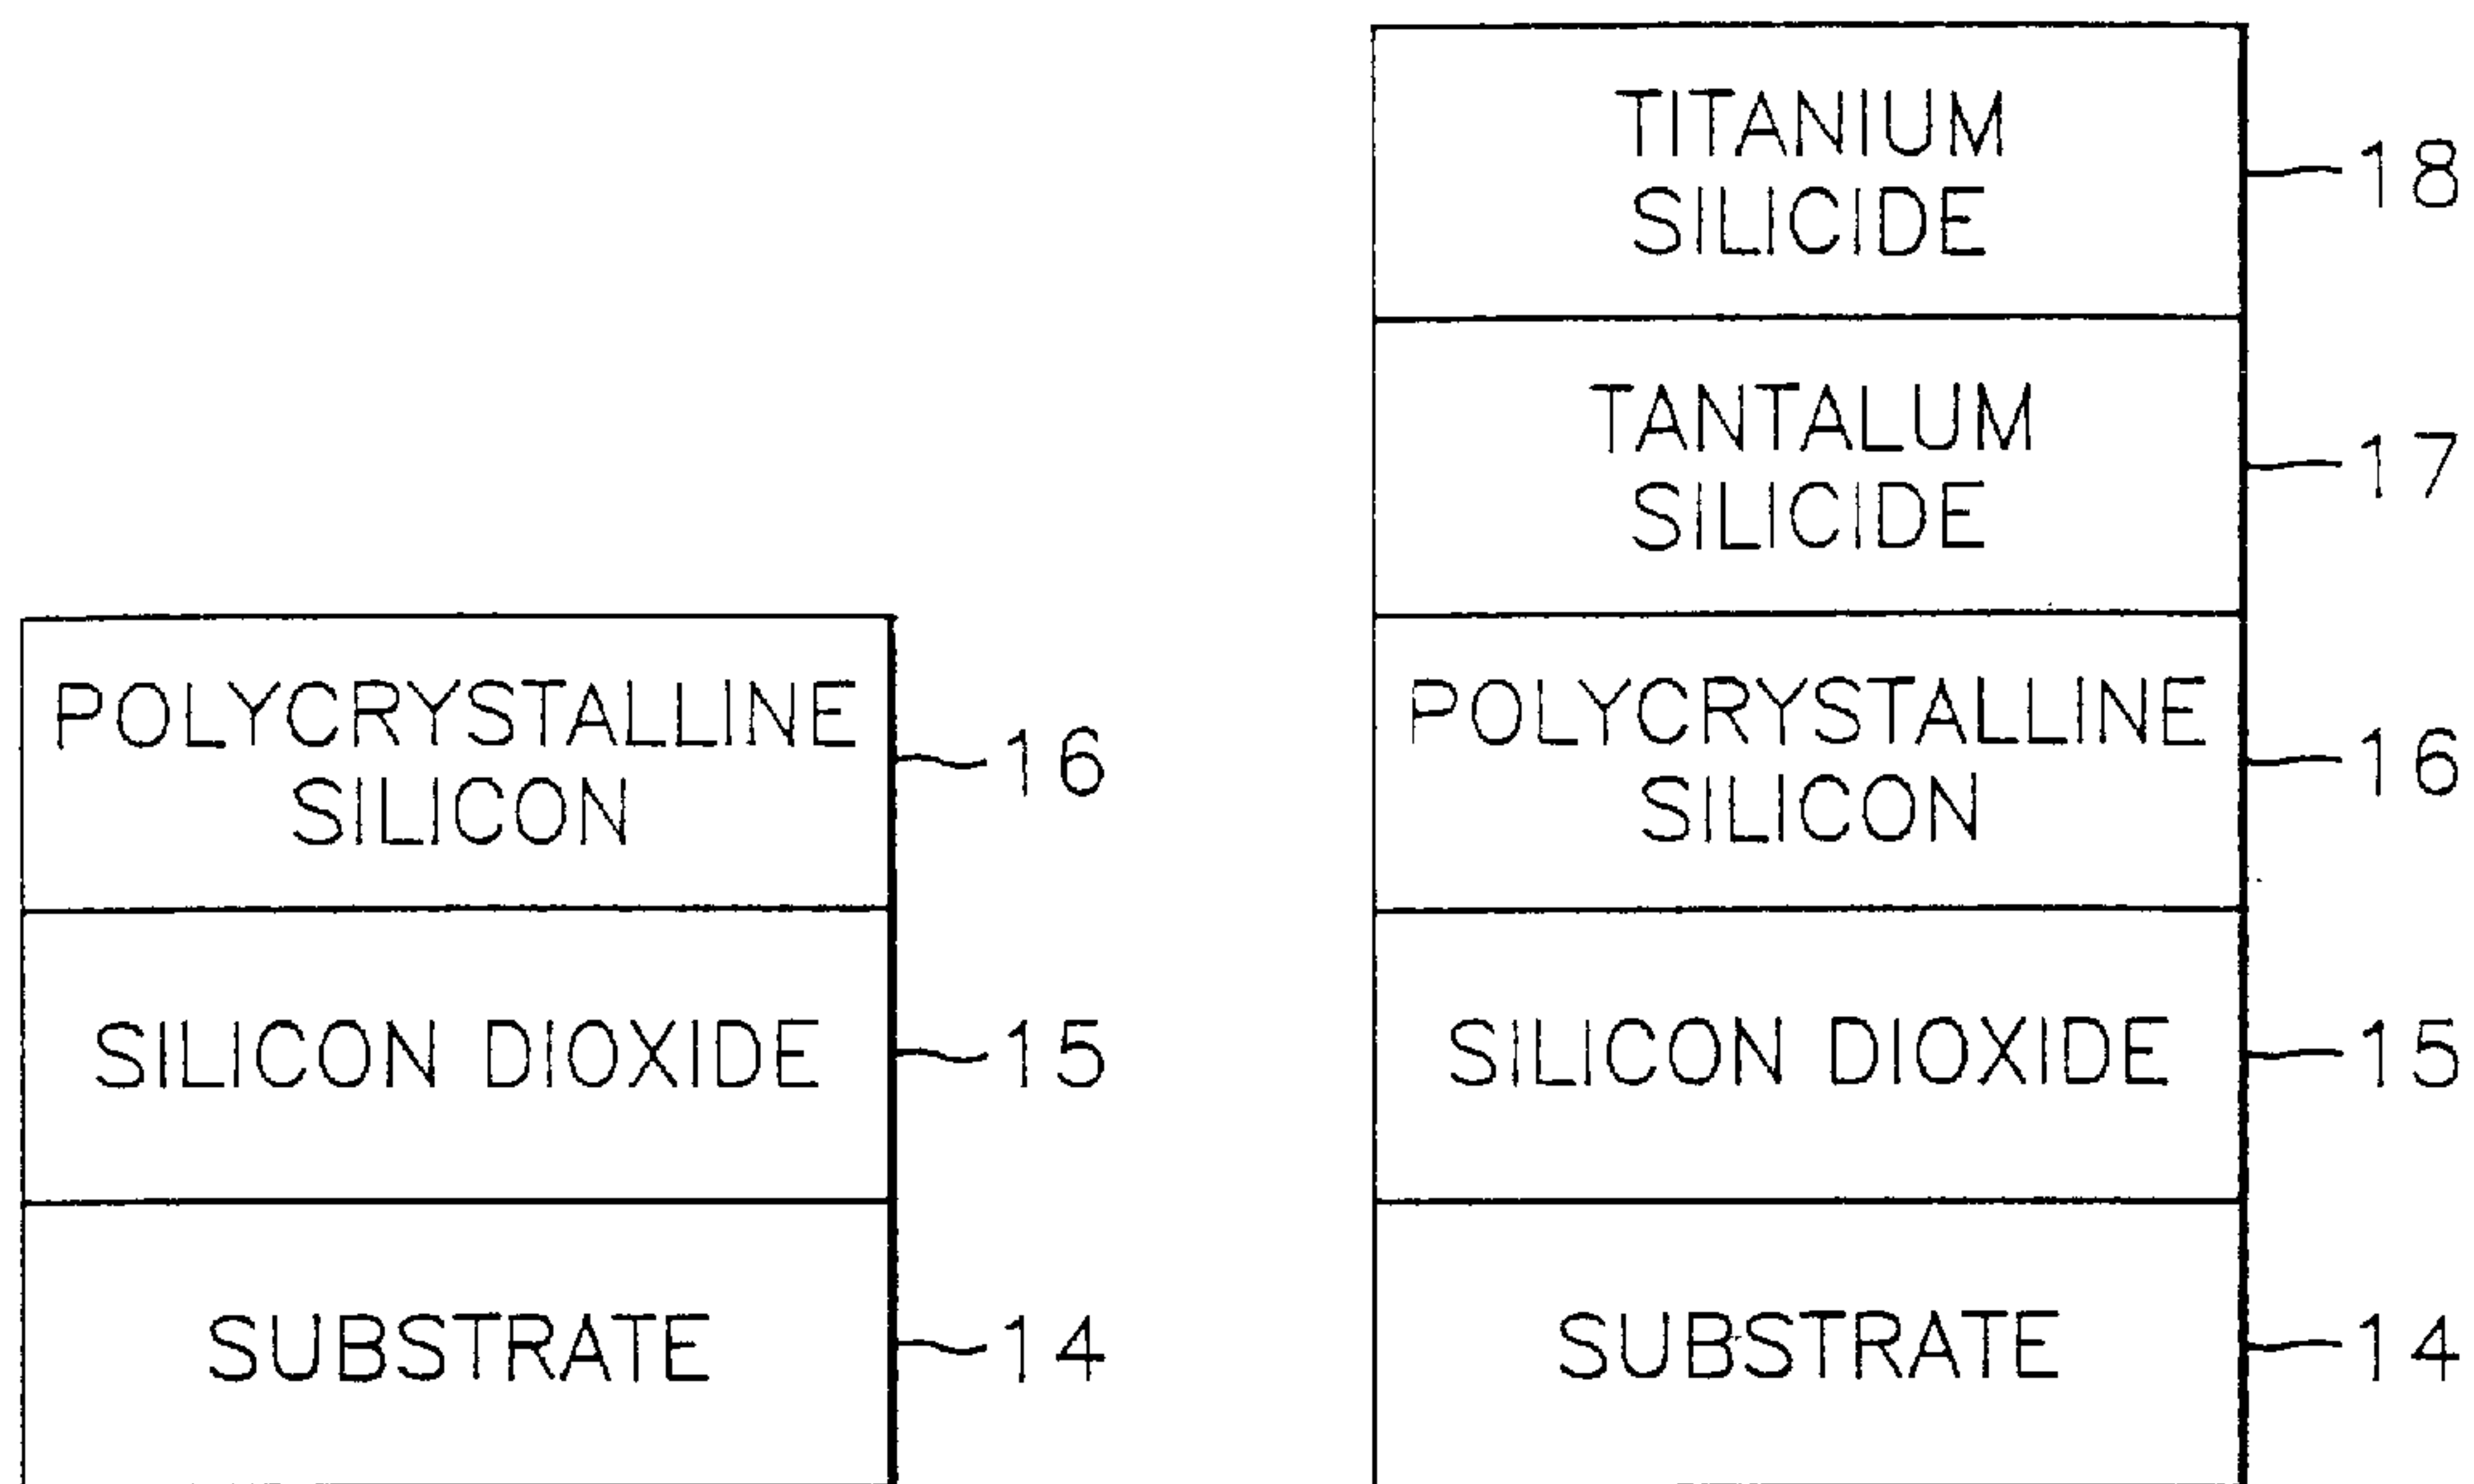 POLYCRYSTALLINE
SILICON
16
SILICON DIOXIDE
15
SUBSTRATE
14
TITANIUM
SILICIDE
18
TANTALUM
SILICIDE
17
POLYCRYSTALLINE
SILICON
16
SILICON DIOXIDE
15
SUBSTRATE
14